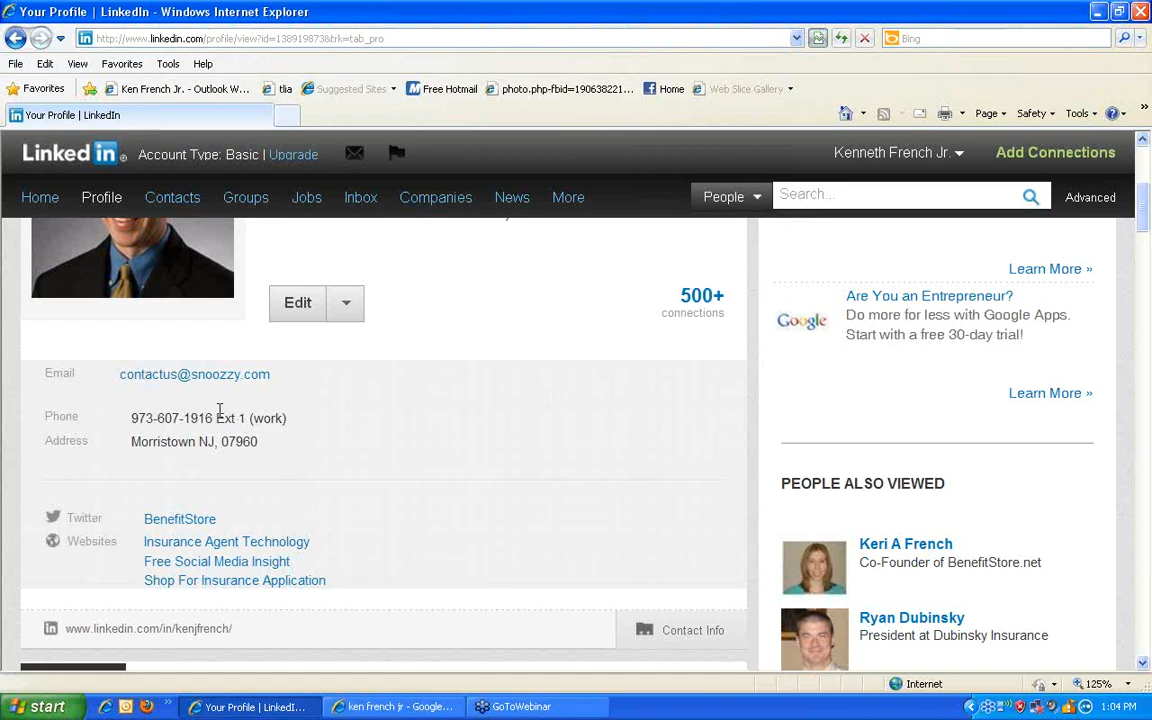 Your Profile | LinkedIn - Windows Internet Explorer
http://www.linkedin.com/profile/view?id=138919873&trk=tab_pro
Bing
File Edit View Favorites Tools Help
Favorites Ken French Jr. - Outlook W... tlia Suggested Sites Free Hotmail photo.php-fbid=190638221... Home Web Slice Gallery
Your Profile | LinkedIn
Page Safety Tools
Linked in Account Type: Basic | Upgrade
Kenneth French Jr. Add Connections
Home Profile Contacts Groups Jobs Inbox Companies News More People Search... Advanced
Learn More »
Edit
500+
connections
Google
Are You an Entrepreneur?
Do more for less with Google Apps.
Start with a free 30-day trial!
Email contactus@snoozzy.com
Learn More »
Phone 973-607-1916 Ext 1 (work)
Address Morristown NJ, 07960
PEOPLE ALSO VIEWED
Twitter BenefitStore
Websites Insurance Agent Technology
Free Social Media Insight
Shop For Insurance Application
Keri A French
Co-Founder of BenefitStore.net
Ryan Dubinsky
President at Dubinsky Insurance
www.linkedin.com/in/kenjfrench/
Contact Info
Internet 125%
start Your Profile | LinkedI... ken french jr - Google... GoToWebinar 1:04 PM